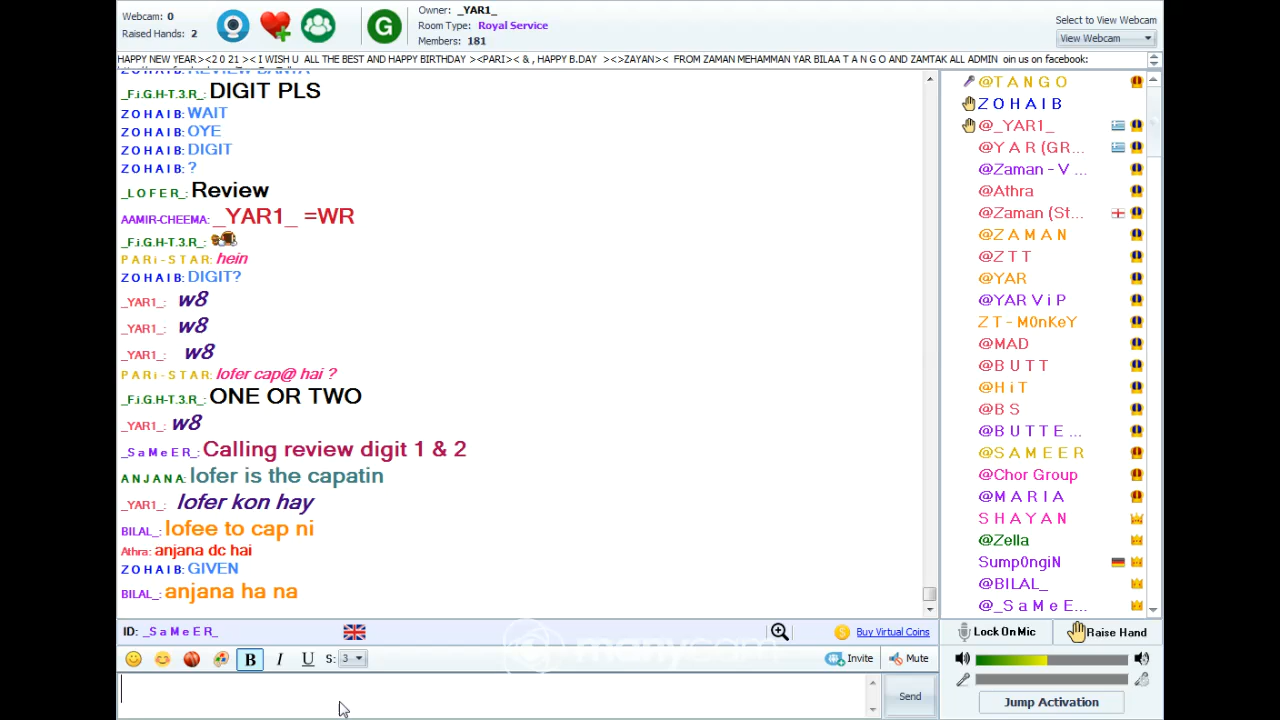 Webcam: 0
Raised Hands: 2
G
Owner: _YAR1_
Room Type: Royal Service
Members: 181
Select to View Webcam
View Webcam
HAPPY NEW YEAR><2 0 21 >< I WISH U ALL THE BEST AND HAPPY BIRTHDAY ><PARI>< & , HAPPY B.DAY <>ZAYAN>< FROM ZAMAN MEHAMMAN YAR BILAA T A N G O AND ZAMTAK ALL ADMIN oin us on facebook:
_F.i.G.H-T.3.R_: DIGIT PLS
Z O H A I B: WAIT
Z O H A I B: OYE
Z O H A I B: DIGIT
Z O H A I B: ?
_L O F E R_: Review
AAMIR-CHEEMA: _YAR1_ =WR
_F.i.G.H-T.3.R_:
P A R i - S T A R: hein
Z O H A I B: DIGIT?
_YAR1_: w8
_YAR1_: w8
_YAR1_: w8
P A R i - S T A R: lofer cap@ hai ?
_F.i.G.H-T.3.R_: ONE OR TWO
_YAR1_: w8
_S a M e E R_: Calling review digit 1 & 2
A N J A N A: lofer is the capatin
_YAR1_: lofer kon hay
BILAL_: lofee to cap ni
Athra: anjana dc hai
Z O H A I B: GIVEN
BILAL_: anjana ha na
@T A N G O
Z O H A I B
@_YAR1_
@Y A R (GR...
@Zaman - V ...
@Athra
@Zaman (St...
@Z A M A N
@Z T T
@YAR
@YAR V i P
Z T - M0nKeY
@MAD
@B U T T
@H i T
@B S
@B U T T E ...
@S A M E E R
@Chor Group
@M A R I A
S H A Y A N
@Zella
Sump0ngiN
@BILAL_
@_S a M e E...
ID: _S a M e E R_
Buy Virtual Coins
Lock On Mic
Raise Hand
B I U S: 3
Invite
Mute
manycam
Send
Jump Activation